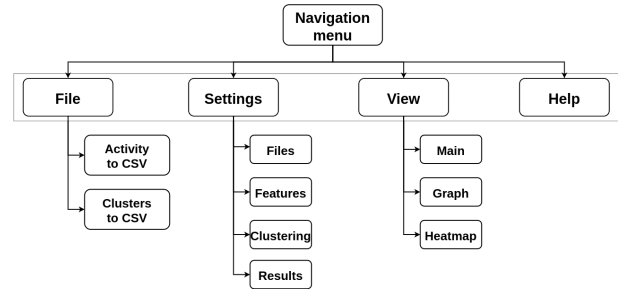 Navigation
menu
File
Settings
View
Help
Activity
to CSV
Clusters
to CSV
Files
Features
Clustering
Results
Main
Graph
Heatmap